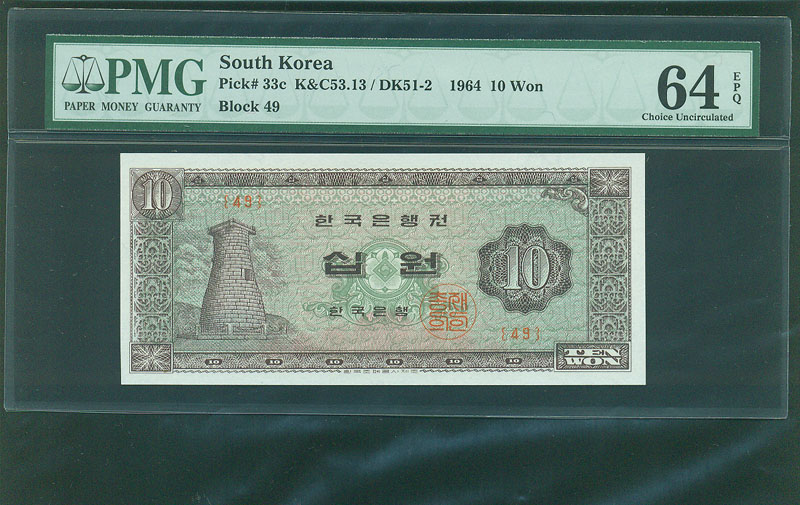 PMG
PAPER MONEY GUARANTY
South Korea
Pick# 33c K&C53.13 / DK51-2 1964 10 Won
Block 49
64 EPQ
Choice Uncirculated
10
{49}
한국은행권
십원
10
한국은행
{49}
10 10 10 10 10 10
TEN WON